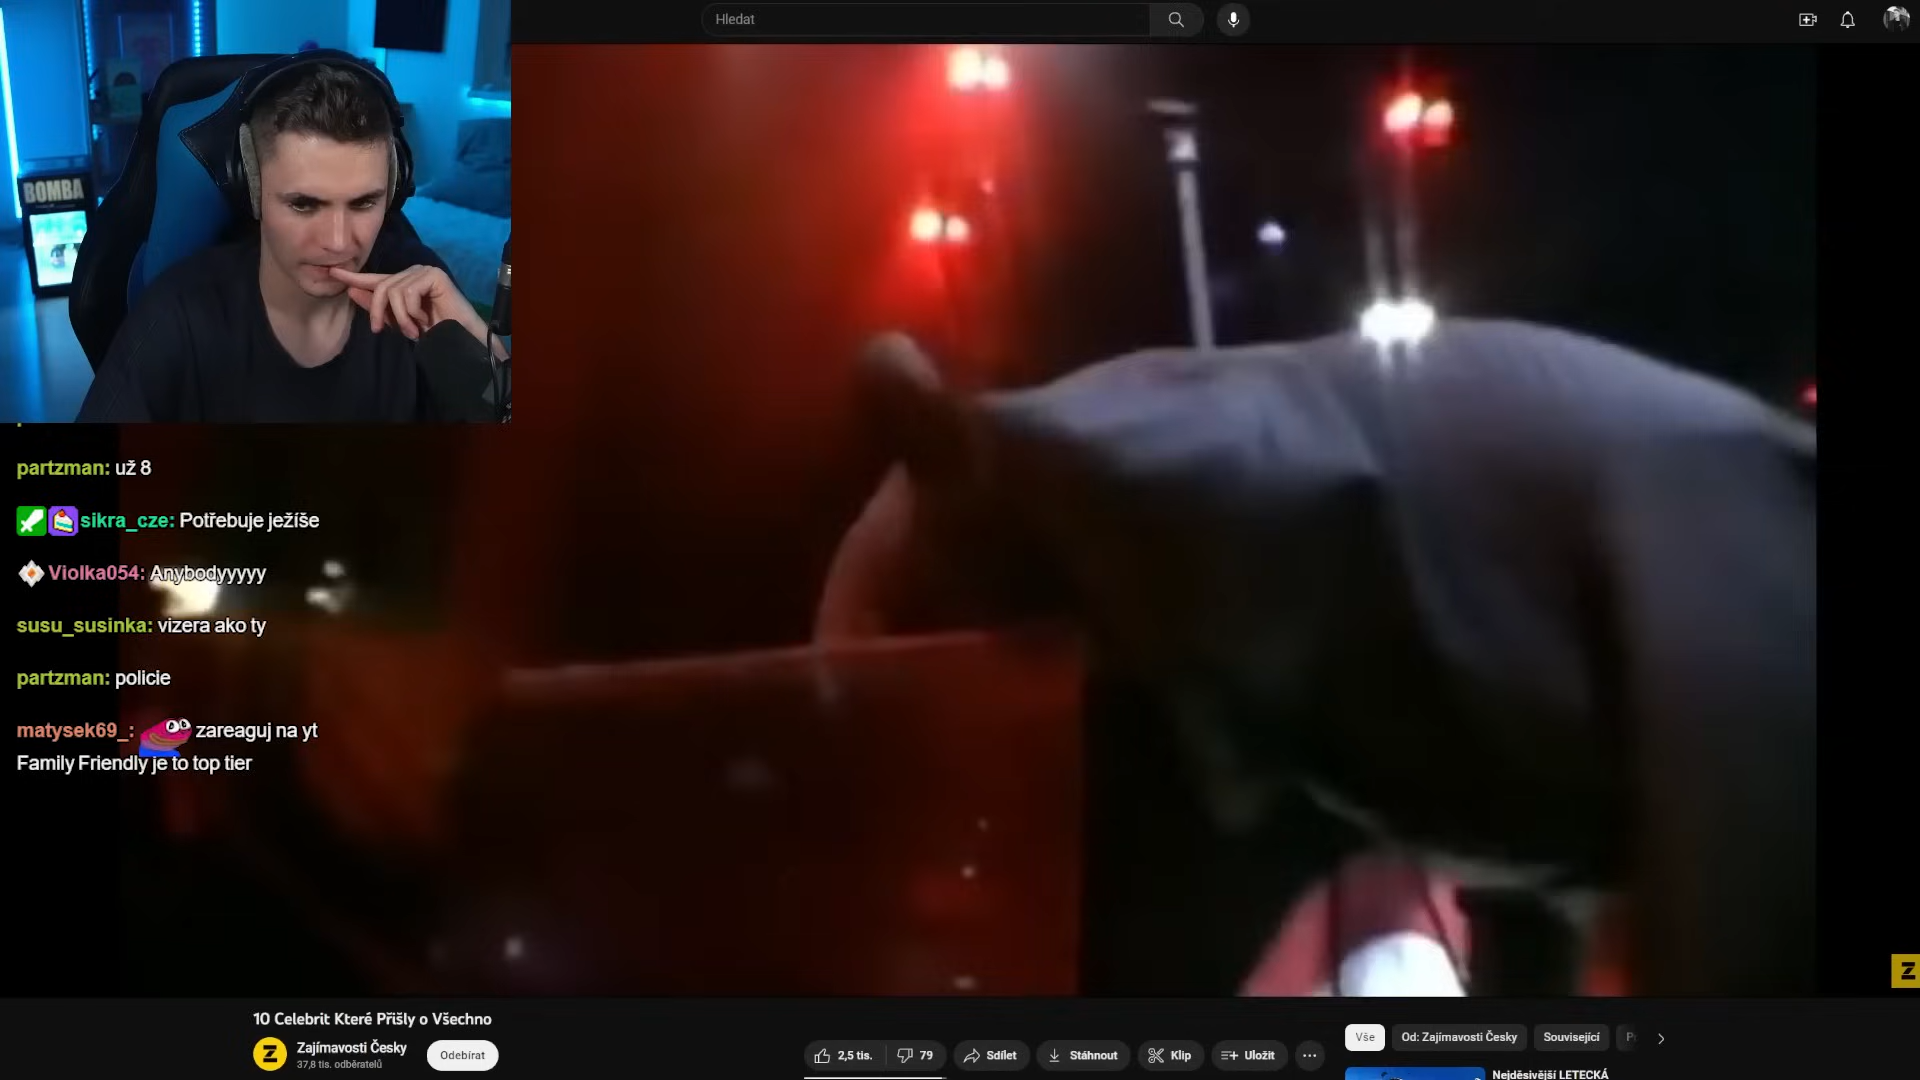 Hledat
BOMBA
partzman: už 8
sikra_cze: Potřebuje ježíše
Violka054: Anybodyyyyy
susu_susinka: vizera ako ty
partzman: policie
matysek69_: zareaguj na yt
Family Friendly je to top tier
Z
10 Celebrit Které Přišly o Všechno
Z
Zajímavosti Česky
37,8 tis. odběratelů
Odebírat
2,5 tis.
79
Sdílet
Stáhnout
Klip
Uložit
Vše
Od: Zajímavosti Česky
Související
Nejděsivější LETECKÁ